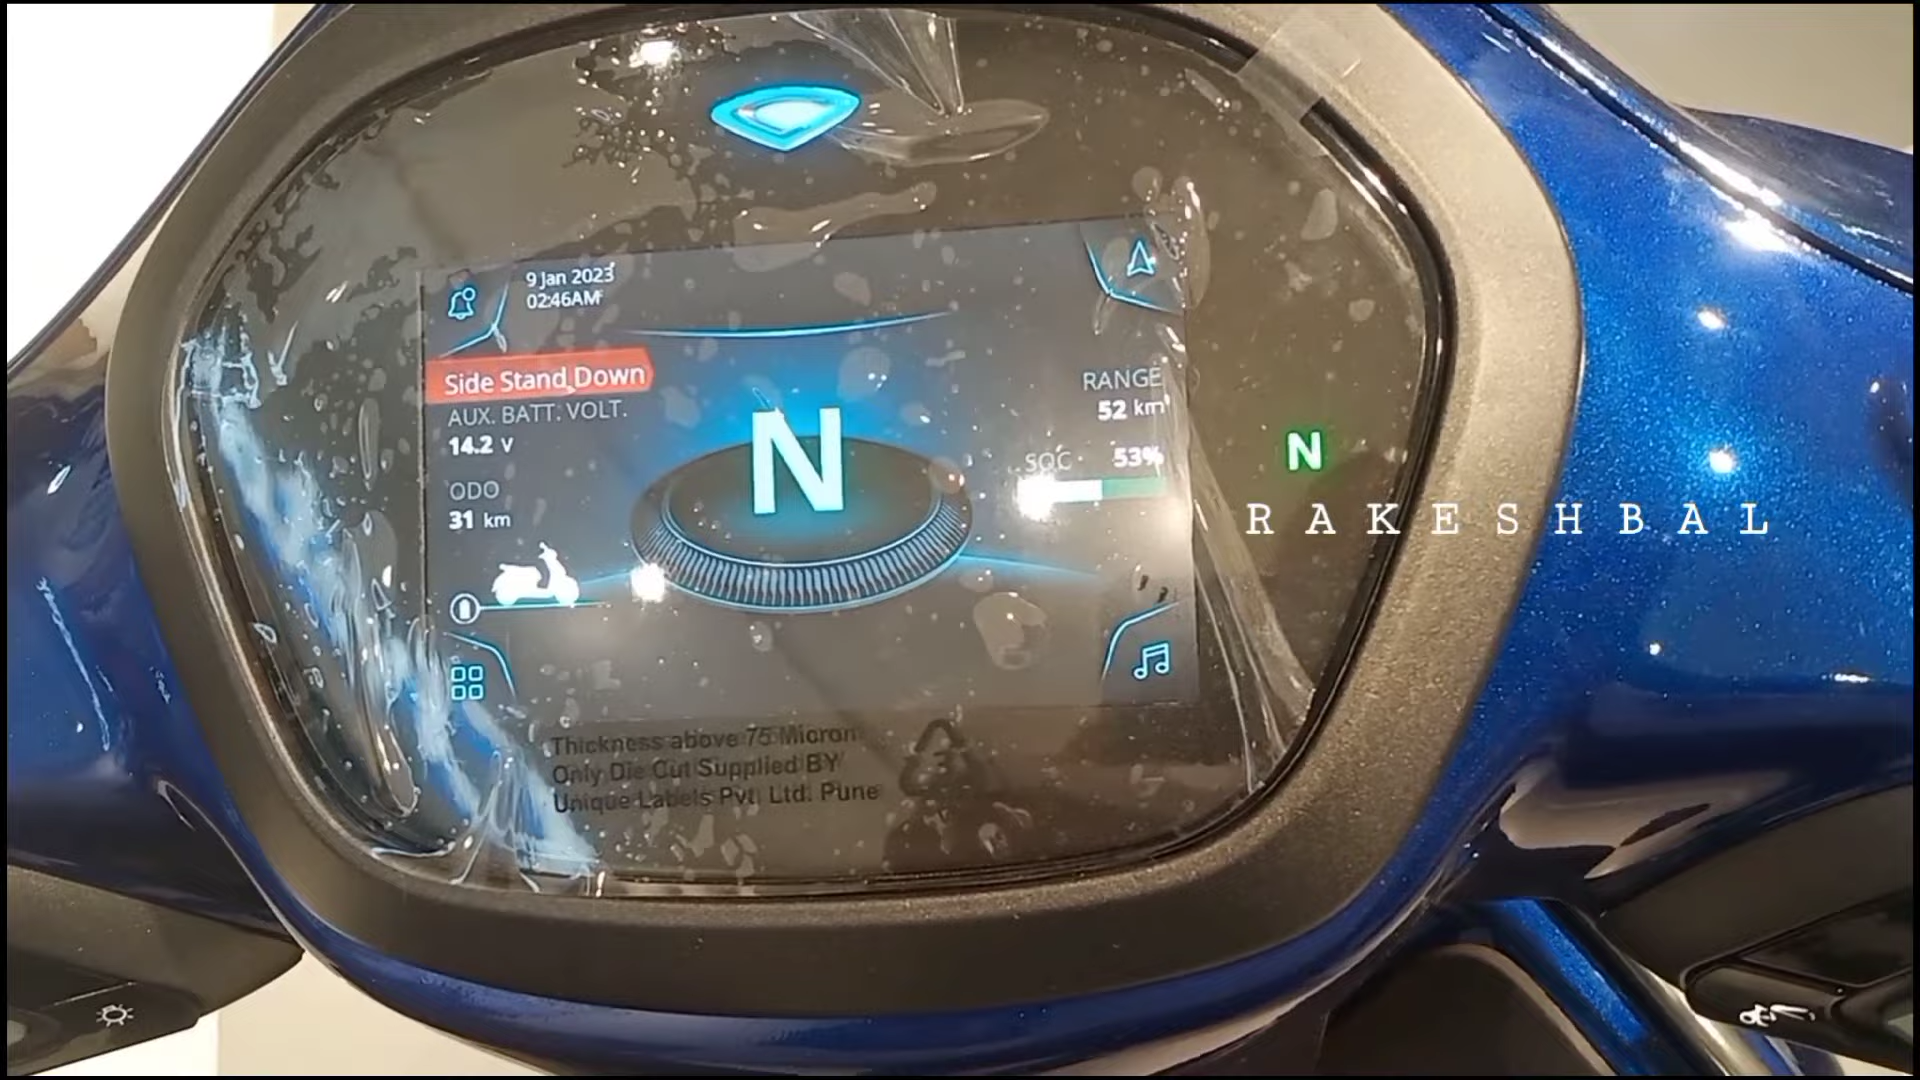 9 Jan 2023
02:46AM
Side Stand Down
AUX. BATT. VOLT.
14.2 V
ODO
31 km
N
RANGE
52 km
SOC
53%
N
RAKESHBAL
Thickness above 75 Micron
Only Die Cut Supplied BY
Unique Labels Pvt. Ltd. Pune